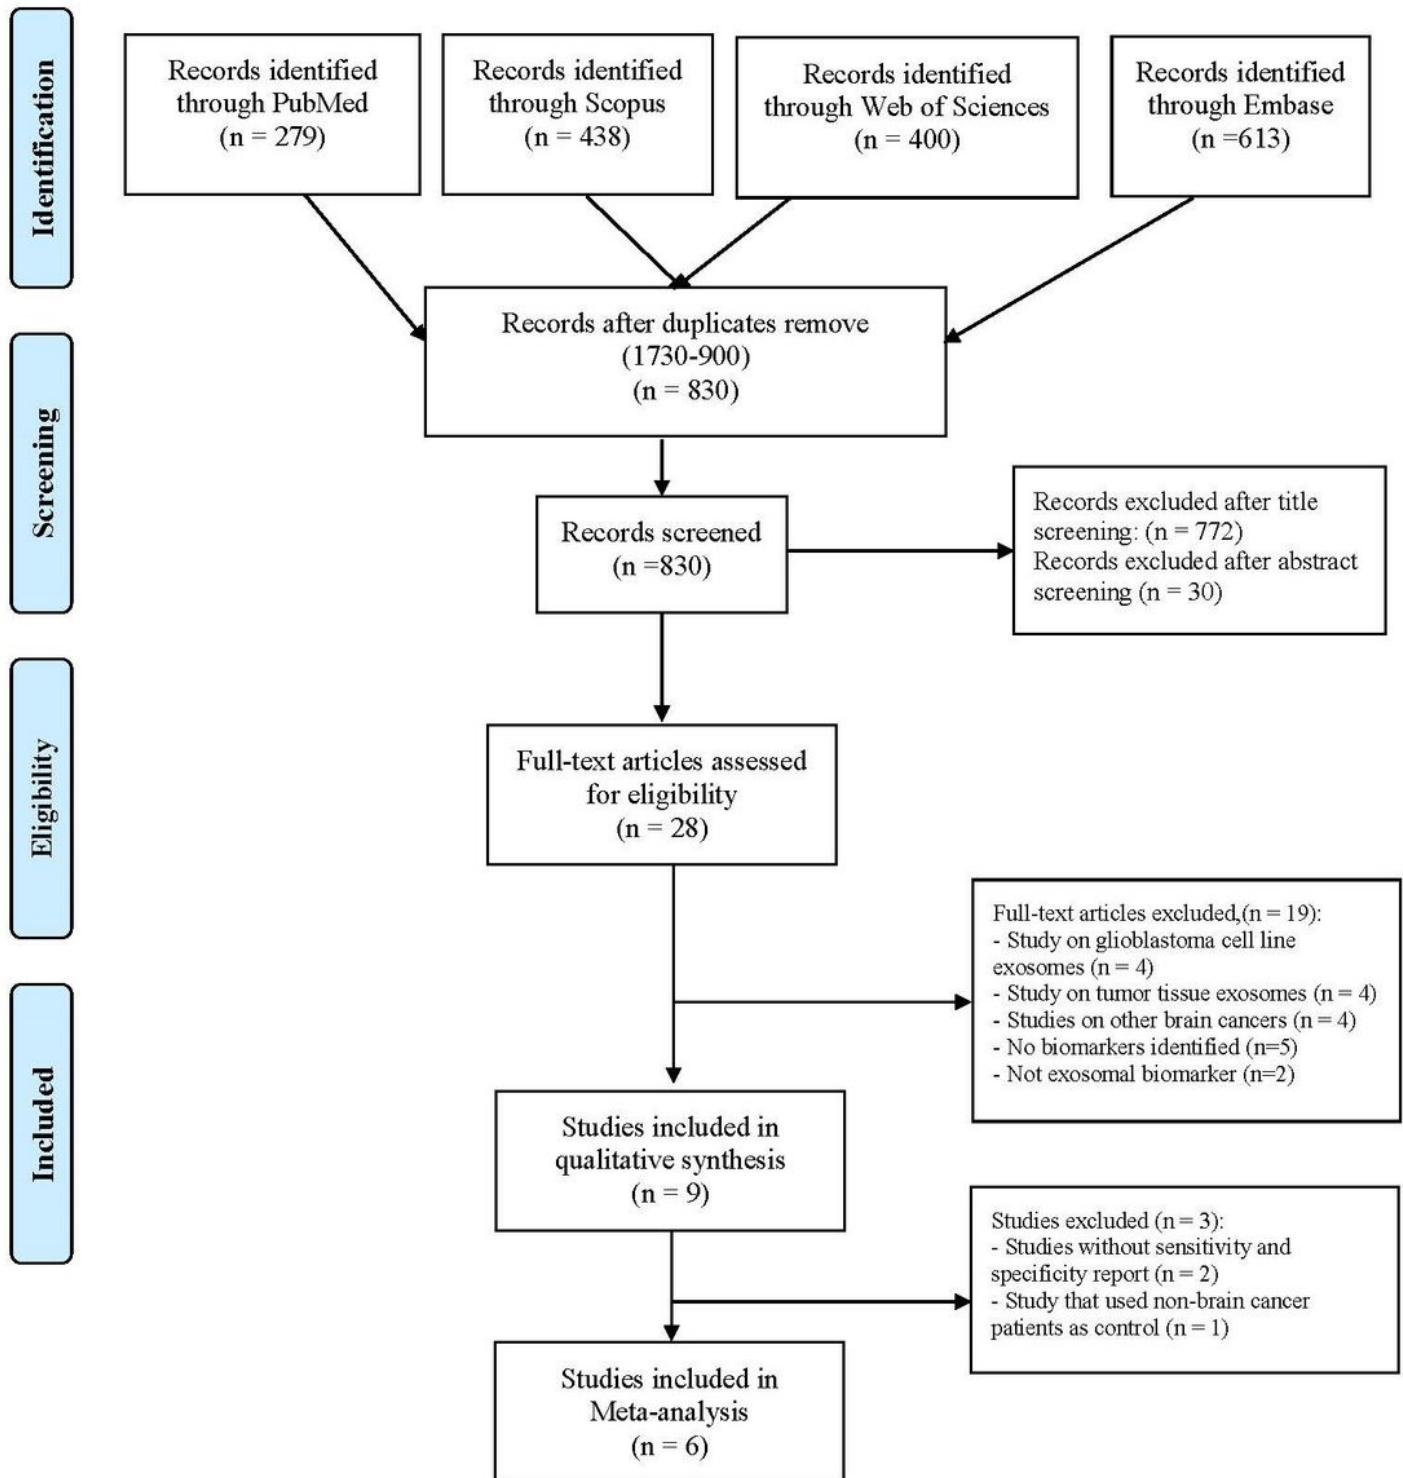 Identification
Records identified
through PubMed
(n = 279)
Records identified
through Scopus
(n = 438)
Records identified
through Web of Sciences
(n = 400)
Records identified
through Embase
(n =613)
Records after duplicates remove
(1730-900)
(n = 830)
Screening
Records screened
(n =830)
Records excluded after title
screening: (n = 772)
Records excluded after abstract
screening (n = 30)
Eligibility
Full-text articles assessed
for eligibility
(n = 28)
Full-text articles excluded,(n = 19):
- Study on glioblastoma cell line
exosomes (n = 4)
- Study on tumor tissue exosomes (n = 4)
- Studies on other brain cancers (n = 4)
- No biomarkers identified (n=5)
- Not exosomal biomarker (n=2)
Included
Studies included in
qualitative synthesis
(n = 9)
Studies excluded (n = 3):
- Studies without sensitivity and
specificity report (n = 2)
- Study that used non-brain cancer
patients as control (n = 1)
Studies included in
Meta-analysis
(n = 6)